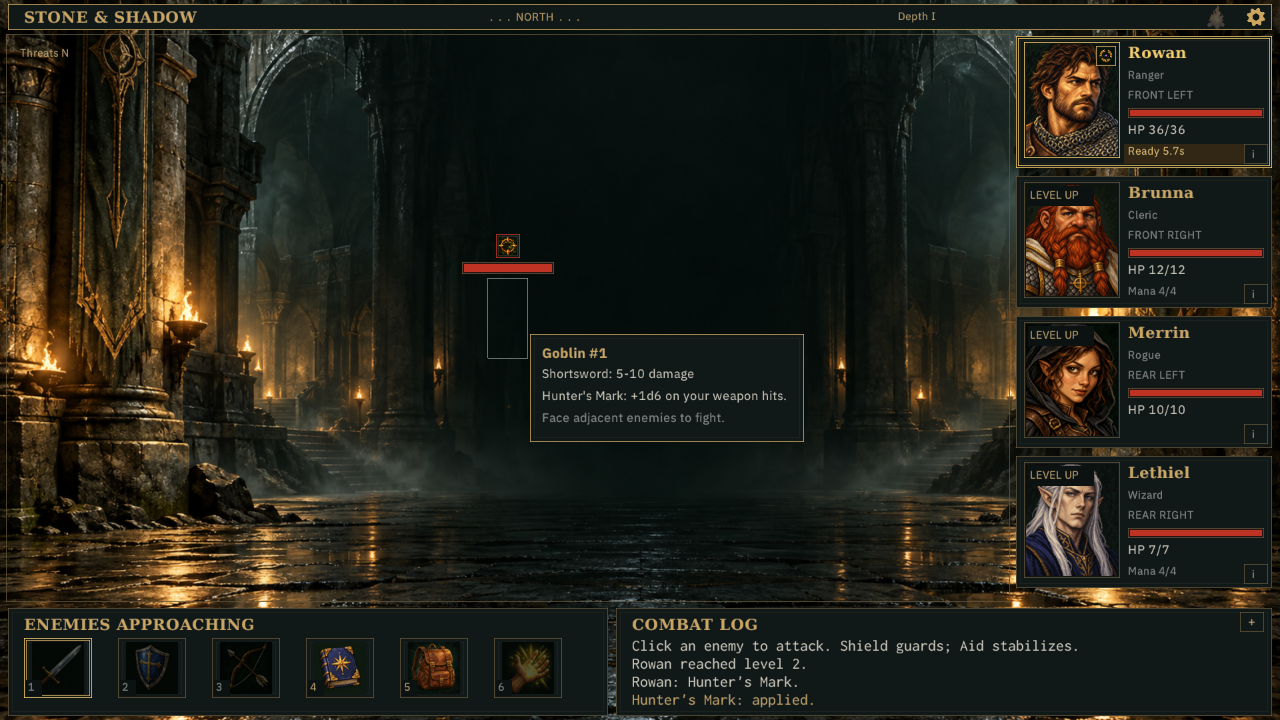 STONE & SHADOW
. . . NORTH . . .
Depth I
Threats N
Goblin #1
Shortsword: 5-10 damage
Hunter's Mark: +1d6 on your weapon hits.
Face adjacent enemies to fight.
Rowan
Ranger
FRONT LEFT
HP 36/36
Ready 5.7s
i
LEVEL UP
Brunna
Cleric
FRONT RIGHT
HP 12/12
Mana 4/4
i
LEVEL UP
Merrin
Rogue
REAR LEFT
HP 10/10
i
LEVEL UP
Lethiel
Wizard
REAR RIGHT
HP 7/7
Mana 4/4
i
ENEMIES APPROACHING
1 2 3 4 5 6
COMBAT LOG
+
Click an enemy to attack. Shield guards; Aid stabilizes.
Rowan reached level 2.
Rowan: Hunter's Mark.
Hunter's Mark: applied.